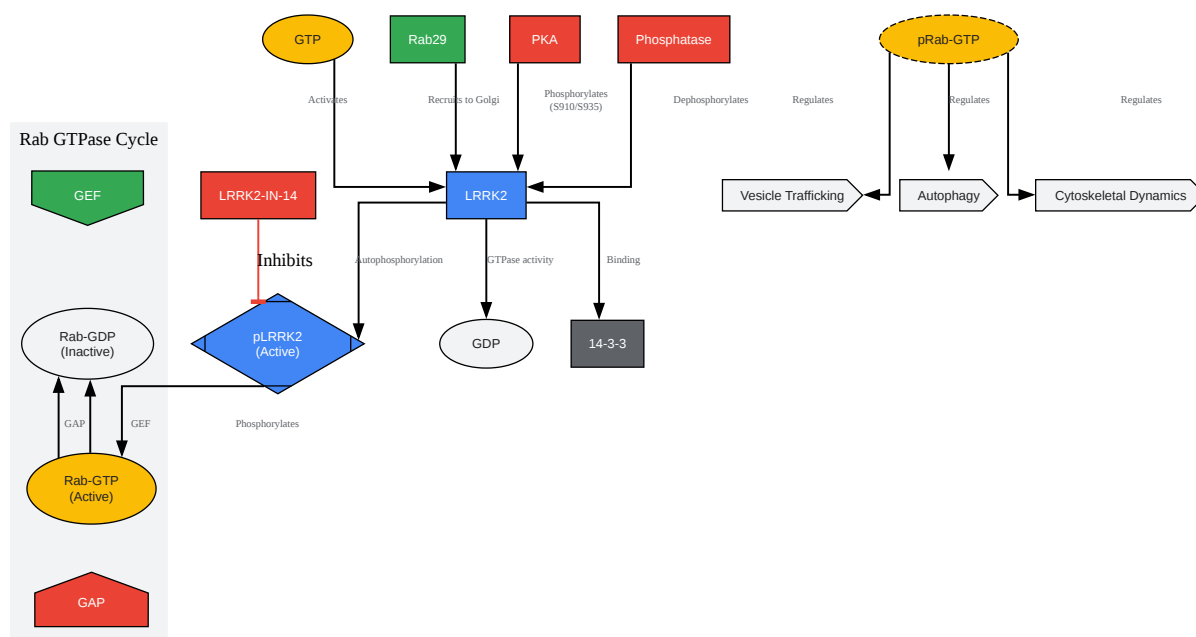 GTP
Rab29
PKA
Phosphatase
pRab-GTP
Activates
Recruits to Golgi
Phosphorylates
(S910/S935)
Dephosphorylates
Regulates
Regulates
Regulates
Rab GTPase Cycle
GEF
LRRK2-IN-14
LRRK2
Vesicle Trafficking
Autophagy
Cytoskeletal Dynamics
Inhibits
Autophosphorylation
GTPase activity
Binding
Rab-GDP
(Inactive)
pLRRK2
(Active)
GDP
14-3-3
GAP
GEF
Phosphorylates
Rab-GTP
(Active)
GAP